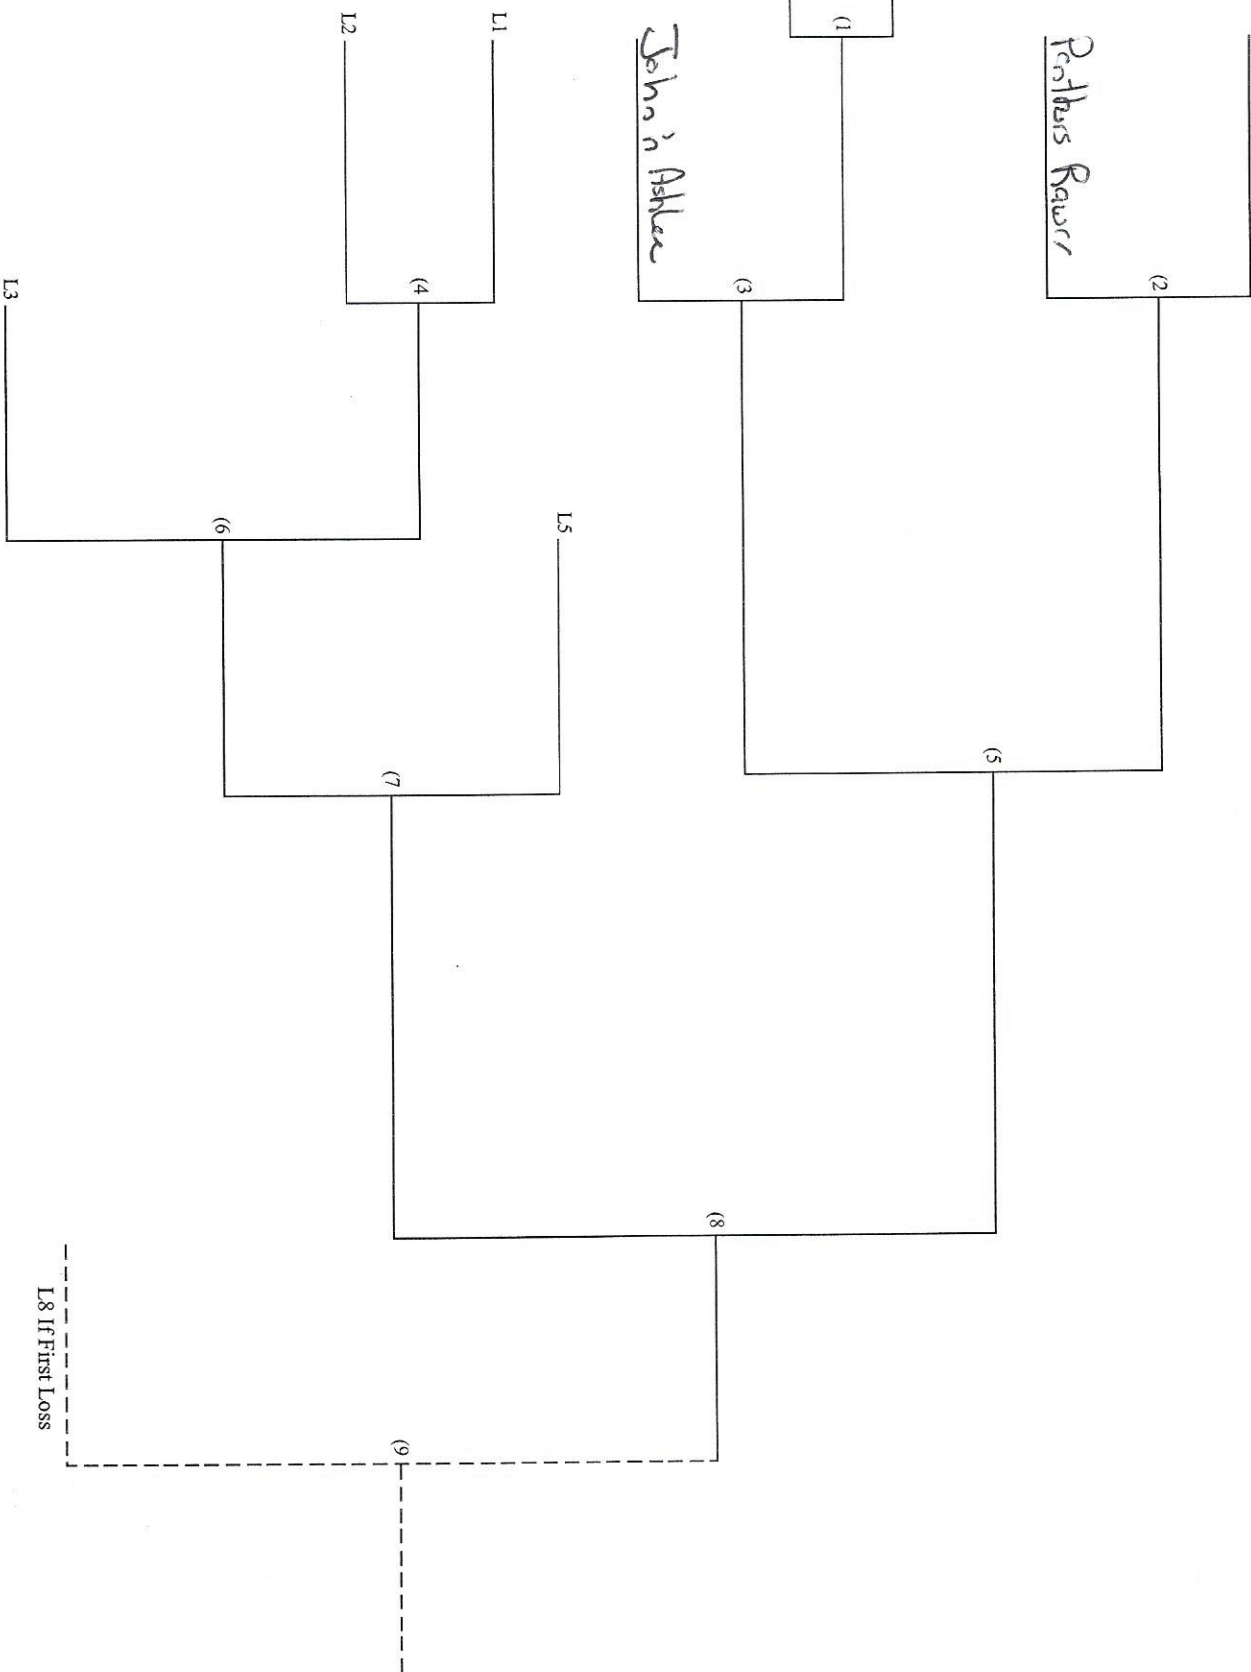 Panthers Rawrr
(2
(1
(3
John 'n Ashlee
(5
L1
(4
L2
L5
(8
(7
(6
L3
(9
L8 If First Loss